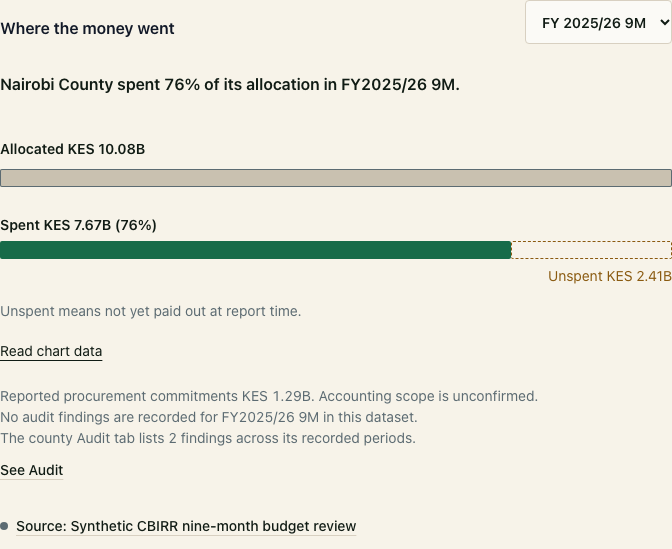 Where the money went
FY 2025/26 9M
Nairobi County spent 76% of its allocation in FY2025/26 9M.
Allocated KES 10.08B
Spent KES 7.67B (76%)
Unspent KES 2.41B
Unspent means not yet paid out at report time.
Read chart data
Reported procurement commitments KES 1.29B. Accounting scope is unconfirmed.
No audit findings are recorded for FY2025/26 9M in this dataset.
The county Audit tab lists 2 findings across its recorded periods.
See Audit
Source: Synthetic CBIRR nine-month budget review